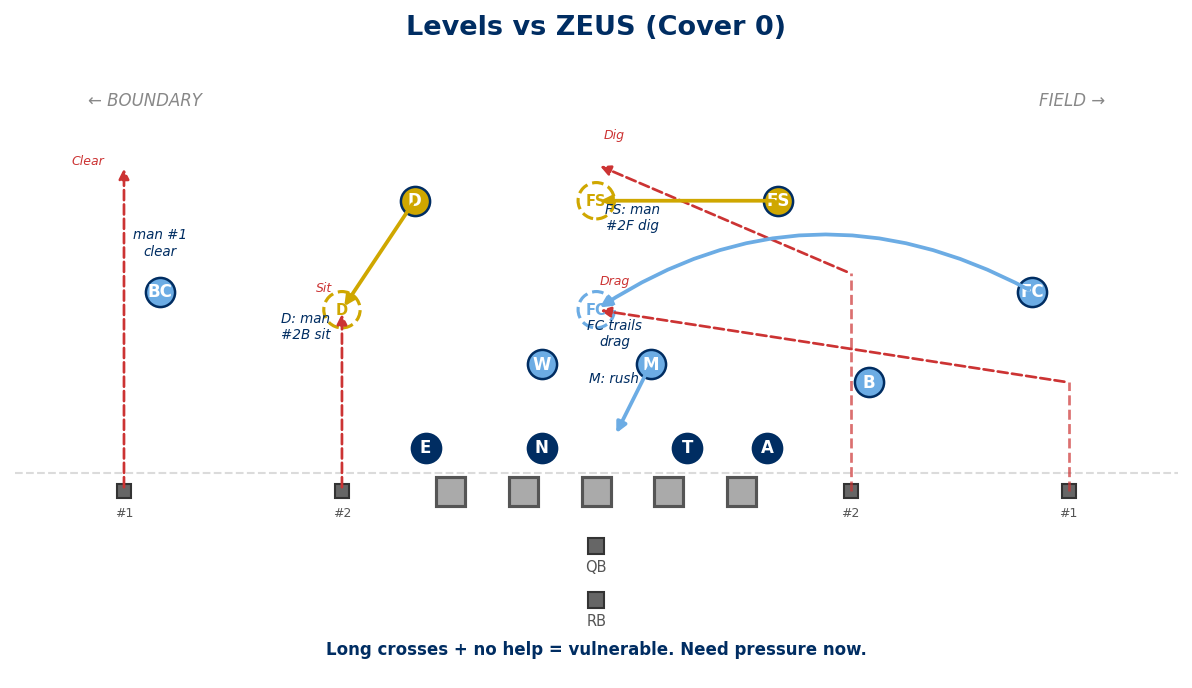 Levels vs ZEUS (Cover 0)
← BOUNDARY
FIELD →
Dig
Clear
D
FS
FS
FS: man
#2F dig
man #1
clear
BC
Sit
Drag
FC
D
FC
D: man
#2B sit
FC trails
drag
W
M
M: rush
B
E
N
T
A
#1
#2
#2
#1
QB
RB
Long crosses + no help = vulnerable. Need pressure now.